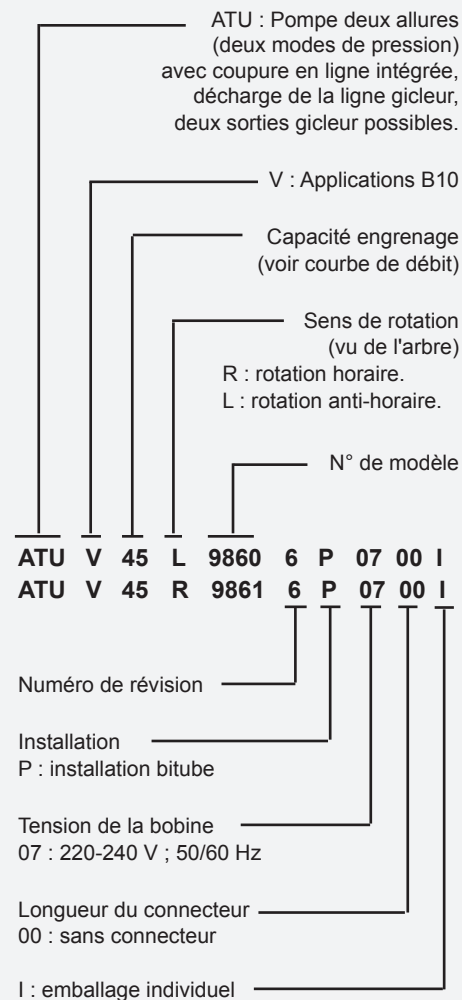 ATU : Pompe deux allures
(deux modes de pression)
avec coupure en ligne intégrée,
décharge de la ligne gicleur,
deux sorties gicleur possibles.
V : Applications B10
Capacité engrenage
(voir courbe de débit)
Sens de rotation
(vu de l'arbre)
R : rotation horaire.
L : rotation anti-horaire.
N° de modèle
ATU V 45 L 9860 6 P 07 00 I
ATU V 45 R 9861 6 P 07 00 I
Numéro de révision
Installation
P : installation bitube
Tension de la bobine
07 : 220-240 V ; 50/60 Hz
Longueur du connecteur
00 : sans connecteur
I : emballage individuel